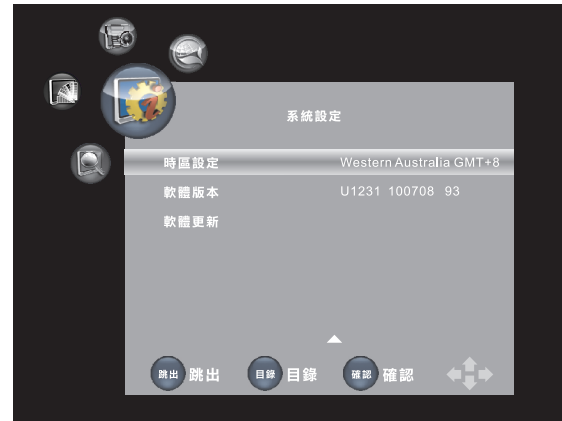 系統設定
時區設定 Western Australia GMT+8
軟體版本 U1231 100708 93
軟體更新
跳出 跳出 目錄 目錄 確認 確認